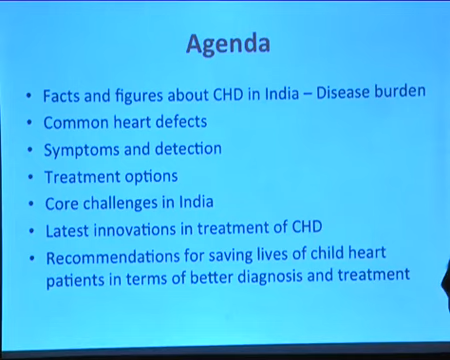 Agenda
• Facts and figures about CHD in India – Disease burden
• Common heart defects
• Symptoms and detection
• Treatment options
• Core challenges in India
• Latest innovations in treatment of CHD
• Recommendations for saving lives of child heart
patients in terms of better diagnosis and treatment